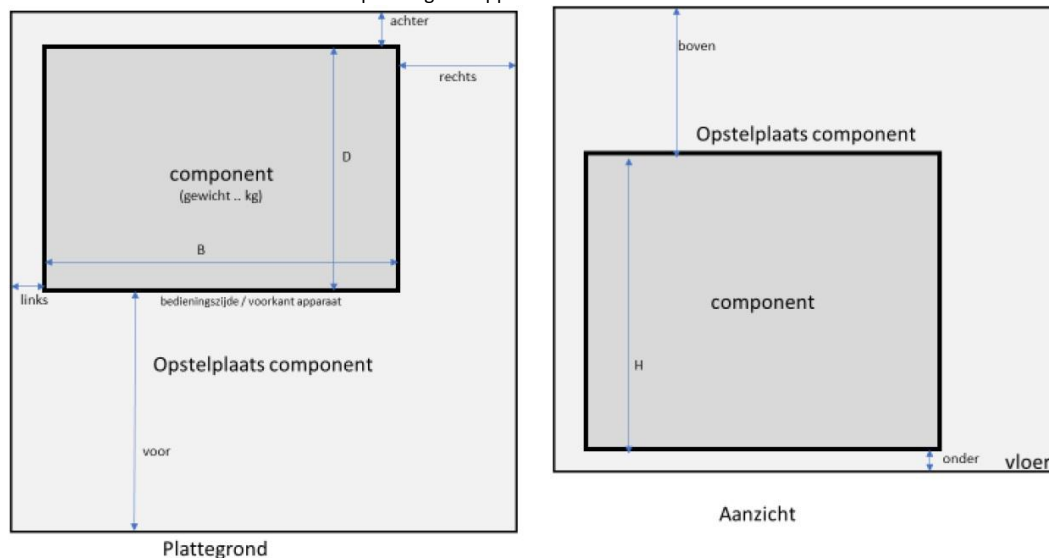 achter
rechts
D
component
(gewicht .. kg)
B
links
bedieningszijde / voorkant apparaat
Opstelplaats component
voor
Plattegrond
boven
Opstelplaats component
component
H
onder
vloer
Aanzicht